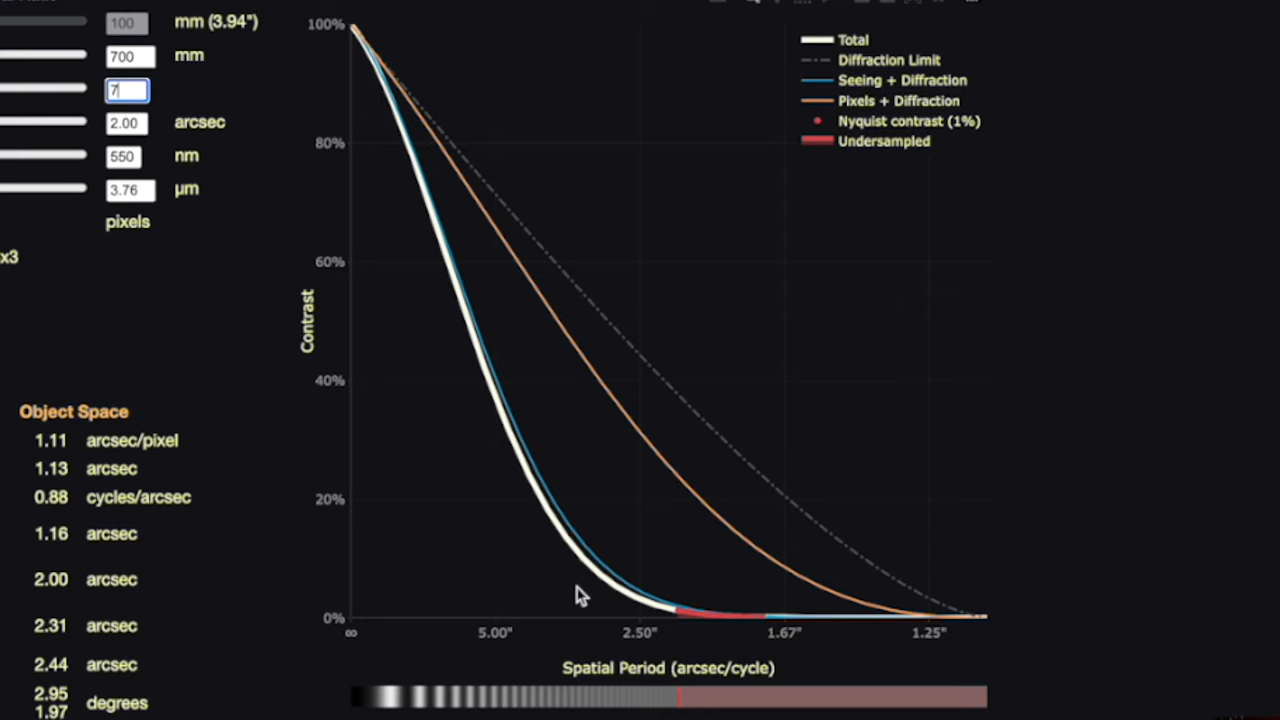 100 mm (3.94")
700 mm
7
2.00 arcsec
550 nm
3.76 µm
pixels
x3
Object Space
1.11 arcsec/pixel
1.13 arcsec
0.88 cycles/arcsec
1.16 arcsec
2.00 arcsec
2.31 arcsec
2.44 arcsec
2.95
1.97 degrees
Contrast
100%
80%
60%
40%
20%
0%
Total
Diffraction Limit
Seeing + Diffraction
Pixels + Diffraction
Nyquist contrast (1%)
Undersampled
∞ 5.00" 2.50" 1.67" 1.25"
Spatial Period (arcsec/cycle)